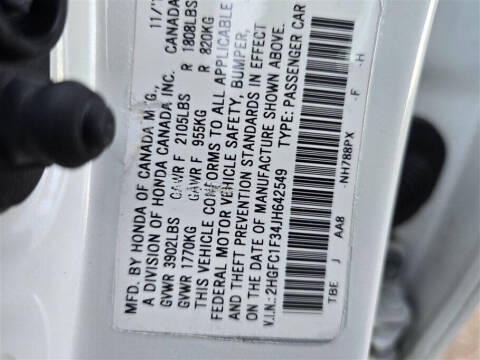 MFD. BY HONDA OF CANADA MFG., 11/
A DIVISION OF HONDA CANADA INC. CANADA
GVWR 3902LBS GAWR F 2105LBS R 1808LBS
GVWR 1770KG GAWR F 955KG R 820KG
THIS VEHICLE CONFORMS TO ALL APPLICABLE
FEDERAL MOTOR VEHICLE SAFETY, BUMPER,
AND THEFT PREVENTION STANDARDS IN EFFECT
ON THE DATE OF MANUFACTURE SHOWN ABOVE.
V.I.N.: 2HGFC1F34JH642549 TYPE: PASSENGER CAR
NH788PX -F -H
TBE J AA8